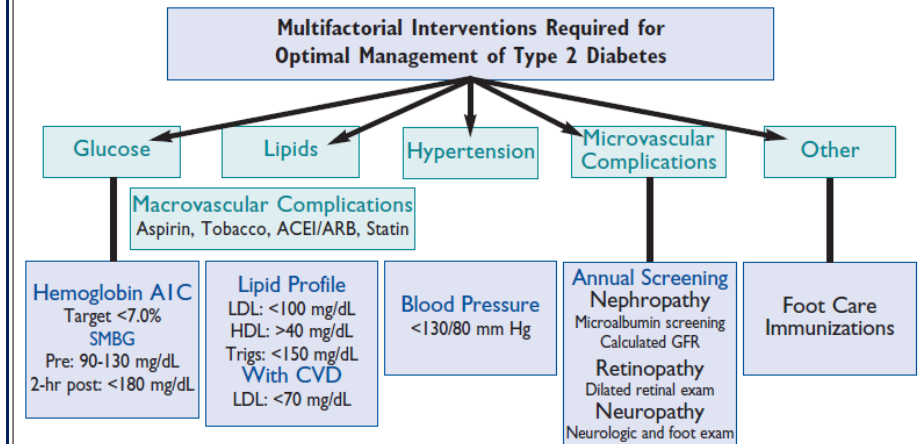 Multifactorial Interventions Required for
Optimal Management of Type 2 Diabetes
Glucose
Lipids
Hypertension
Microvascular
Complications
Other
Macrovascular Complications
Aspirin, Tobacco, ACEI/ARB, Statin
Hemoglobin A1C
Target <7.0%
SMBG
Pre: 90-130 mg/dL
2-hr post: <180 mg/dL
Lipid Profile
LDL: <100 mg/dL
HDL: >40 mg/dL
Trigs: <150 mg/dL
With CVD
LDL: <70 mg/dL
Blood Pressure
<130/80 mm Hg
Annual Screening
Nephropathy
Microalbumin screening
Calculated GFR
Retinopathy
Dilated retinal exam
Neuropathy
Neurologic and foot exam
Foot Care
Immunizations